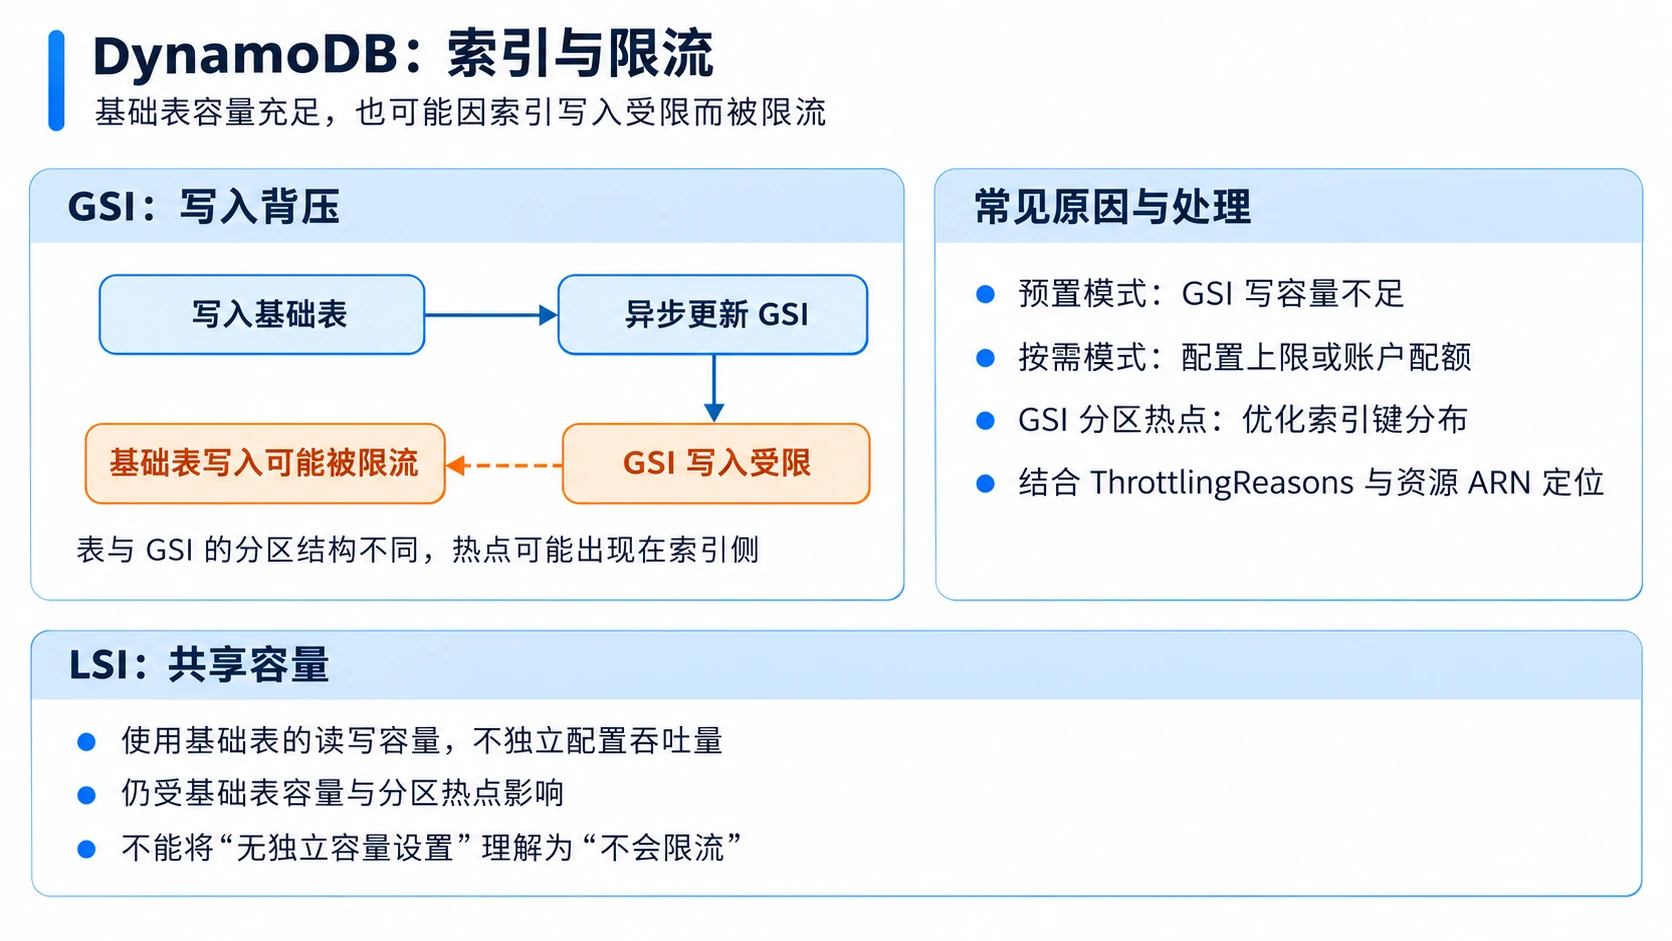 DynamoDB：索引与限流
基础表容量充足，也可能因索引写入受限而被限流
GSI：写入背压
写入基础表
异步更新 GSI
基础表写入可能被限流
GSI 写入受限
表与 GSI 的分区结构不同，热点可能出现在索引侧
常见原因与处理
预置模式：GSI 写容量不足
按需模式：配置上限或账户配额
GSI 分区热点：优化索引键分布
结合 ThrottlingReasons 与资源 ARN 定位
LSI：共享容量
使用基础表的读写容量，不独立配置吞吐量
仍受基础表容量与分区热点影响
不能将“无独立容量设置”理解为“不会限流”